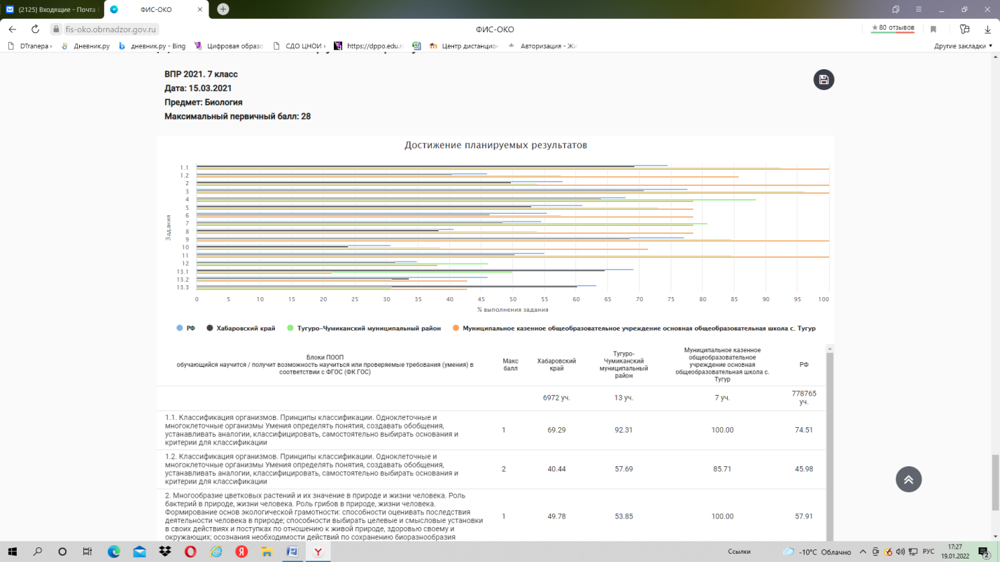 (2125) Входящие - Почта
ФИС-ОКО
fis-oko.obrnadzor.gov.ru
ФИС-ОКО
★ 80 отзывов
DTranepa ›
Дневник.ру
дневник.ру - Bing
Цифровая образо
СДО ЦНОИ ›
https://dppo.edu.ru
Центр дистанцион
Авторизация - Жи
Другие закладки
ВПР 2021. 7 класс
Дата: 15.03.2021
Предмет: Биология
Максимальный первичный балл: 28
Достижение планируемых результатов
Задания
1.1
1.2
2
3
4
5
6
7
8
9
10
11
12
13.1
13.2
13.3
0 5 10 15 20 25 30 35 40 45 50 55 60 65 70 75 80 85 90 95 100
% выполнения задания
РФ Хабаровский край Тугуро-Чумиканский муниципальный район Муниципальное казенное общеобразовательное учреждение основная общеобразовательная школа с. Тугур
Блоки ПООП
обучающийся научится / получит возможность научиться или проверяемые требования (умения) в
соответствии с ФГОС (ФК ГОС)
Макс
балл
Хабаровский
край
Тугуро-
Чумиканский
муниципальный
район
Муниципальное казенное
общеобразовательное
учреждение основная
общеобразовательная школа с.
Тугур
РФ
6972 уч.
13 уч.
7 уч.
778765
уч.
1.1. Классификация организмов. Принципы классификации. Одноклеточные и
многоклеточные организмы Умения определять понятия, создавать обобщения,
устанавливать аналогии, классифицировать, самостоятельно выбирать основания и
критерии для классификации
1 69.29 92.31 100.00 74.51
1.2. Классификация организмов. Принципы классификации. Одноклеточные и
многоклеточные организмы Умения определять понятия, создавать обобщения,
устанавливать аналогии, классифицировать, самостоятельно выбирать основания и
критерии для классификации
2 40.44 57.69 85.71 45.98
2. Многообразие цветковых растений и их значение в природе и жизни человека. Роль
бактерий в природе, жизни человека. Роль грибов в природе, жизни человека.
Формирование основ экологической грамотности: способности оценивать последствия
деятельности человека в природе; способности выбирать целевые и смысловые установки
в своих действиях и поступках по отношению к живой природе, здоровью своему и
окружающих; осознания необходимости действий по сохранению биоразнообразия
1 49.78 53.85 100.00 57.91
Ссылки
-10°C Облачно
РУС
17:27
19.01.2022
2